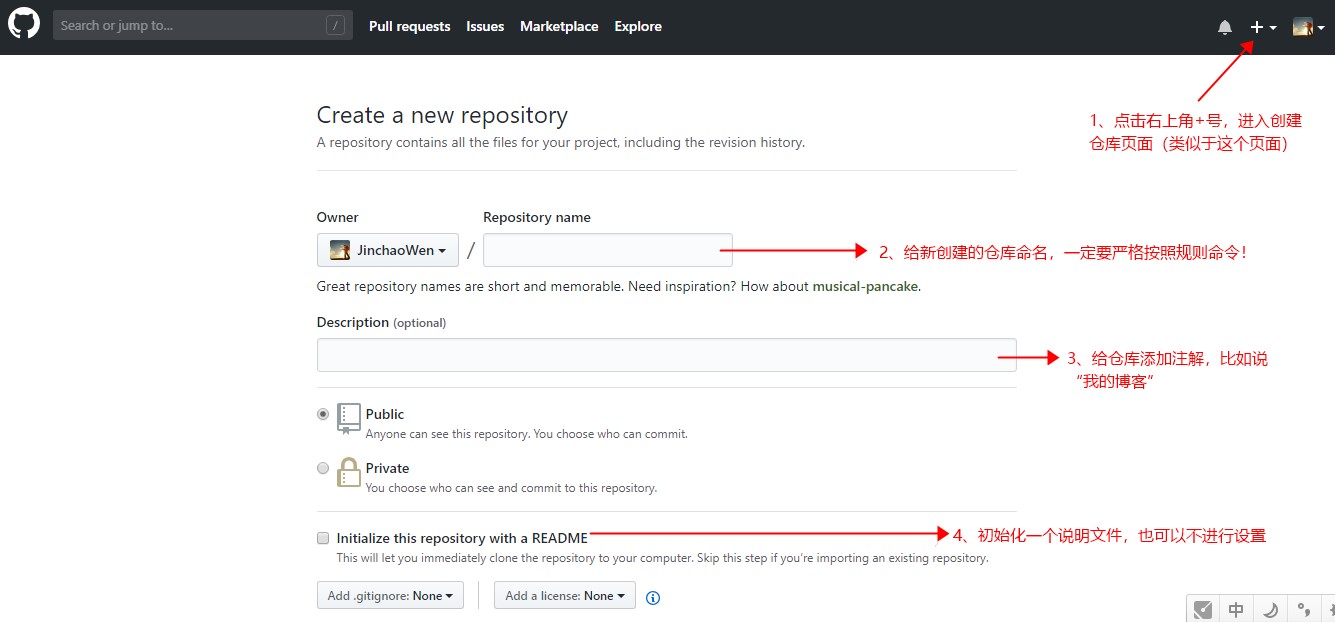 Search or jump to... /
Pull requests Issues Marketplace Explore
1、点击右上角+号，进入创建
仓库页面（类似于这个页面）
Create a new repository
A repository contains all the files for your project, including the revision history.
Owner Repository name
JinchaoWen /
2、给新创建的仓库命名，一定要严格按照规则命令！
Great repository names are short and memorable. Need inspiration? How about musical-pancake.
Description (optional)
3、给仓库添加注解，比如说
“我的博客“
Public
Anyone can see this repository. You choose who can commit.
Private
You choose who can see and commit to this repository.
Initialize this repository with a README
4、初始化一个说明文件，也可以不进行设置
This will let you immediately clone the repository to your computer. Skip this step if you’re importing an existing repository.
Add .gitignore: None Add a license: None
中